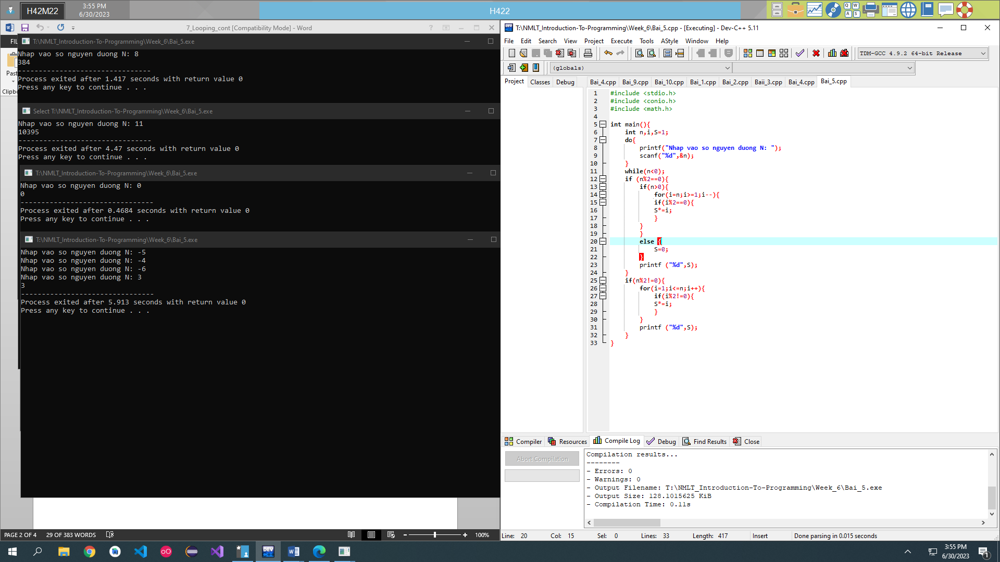 H42M22
3:55 PM
6/30/2023
H422
7_Looping_cont [Compatibility Mode] - Word
FIL
Past
Clipbo
T:\NMLT_Introduction-To-Programming\Week_6\Bai_5.exe
Nhap vao so nguyen duong N: 8
384
--------------------------------
Process exited after 1.417 seconds with return value 0
Press any key to continue . . .
Select T:\NMLT_Introduction-To-Programming\Week_6\Bai_5.exe
Nhap vao so nguyen duong N: 11
10395
--------------------------------
Process exited after 4.47 seconds with return value 0
Press any key to continue . . .
T:\NMLT_Introduction-To-Programming\Week_6\Bai_5.exe
Nhap vao so nguyen duong N: 0
0
--------------------------------
Process exited after 0.4684 seconds with return value 0
Press any key to continue . . .
T:\NMLT_Introduction-To-Programming\Week_6\Bai_5.exe
Nhap vao so nguyen duong N: -5
Nhap vao so nguyen duong N: -4
Nhap vao so nguyen duong N: -6
Nhap vao so nguyen duong N: 3
3
--------------------------------
Process exited after 5.913 seconds with return value 0
Press any key to continue . . .
PAGE 2 OF 4 29 OF 383 WORDS 100%
T:\NMLT_Introduction-To-Programming\Week_6\Bai_5.cpp - [Executing] - Dev-C++ 5.11
File Edit Search View Project Execute Tools AStyle Window Help
TDM-GCC 4.9.2 64-bit Release
(globals)
Project Classes Debug
Bai_4.cpp Bai_9.cpp Bai_10.cpp Bai_1.cpp Bai_2.cpp Baii_3.cpp Bai_4.cpp Bai_5.cpp
1 #include <stdio.h>
2 #include <conio.h>
3 #include <math.h>
4
5 int main(){
6 int n,i,S=1;
7 do{
8 printf("Nhap vao so nguyen duong N: ");
9 scanf("%d",&n);
10 }
11 while(n<0);
12 if (n%2==0){
13 if(n>0){
14 for(i=n;i>=1;i--){
15 if(i%2==0){
16 S*=i;
17 }
18 }
19 }
20 else {
21 S=0;
22 }
23 printf ("%d",S);
24 }
25 if(n%2!=0){
26 for(i=1;i<=n;i++){
27 if(i%2!=0){
28 S*=i;
29 }
30 }
31 printf ("%d",S);
32 }
33 }
Compiler Resources Compile Log Debug Find Results Close
Abort Compilation
Compilation results...
--------
- Errors: 0
- Warnings: 0
- Output Filename: T:\NMLT_Introduction-To-Programming\Week_6\Bai_5.exe
- Output Size: 128.1015625 KiB
- Compilation Time: 0.11s
Line: 20 Col: 15 Sel: 0 Lines: 33 Length: 417 Insert Done parsing in 0.015 seconds
3:55 PM
6/30/2023
1